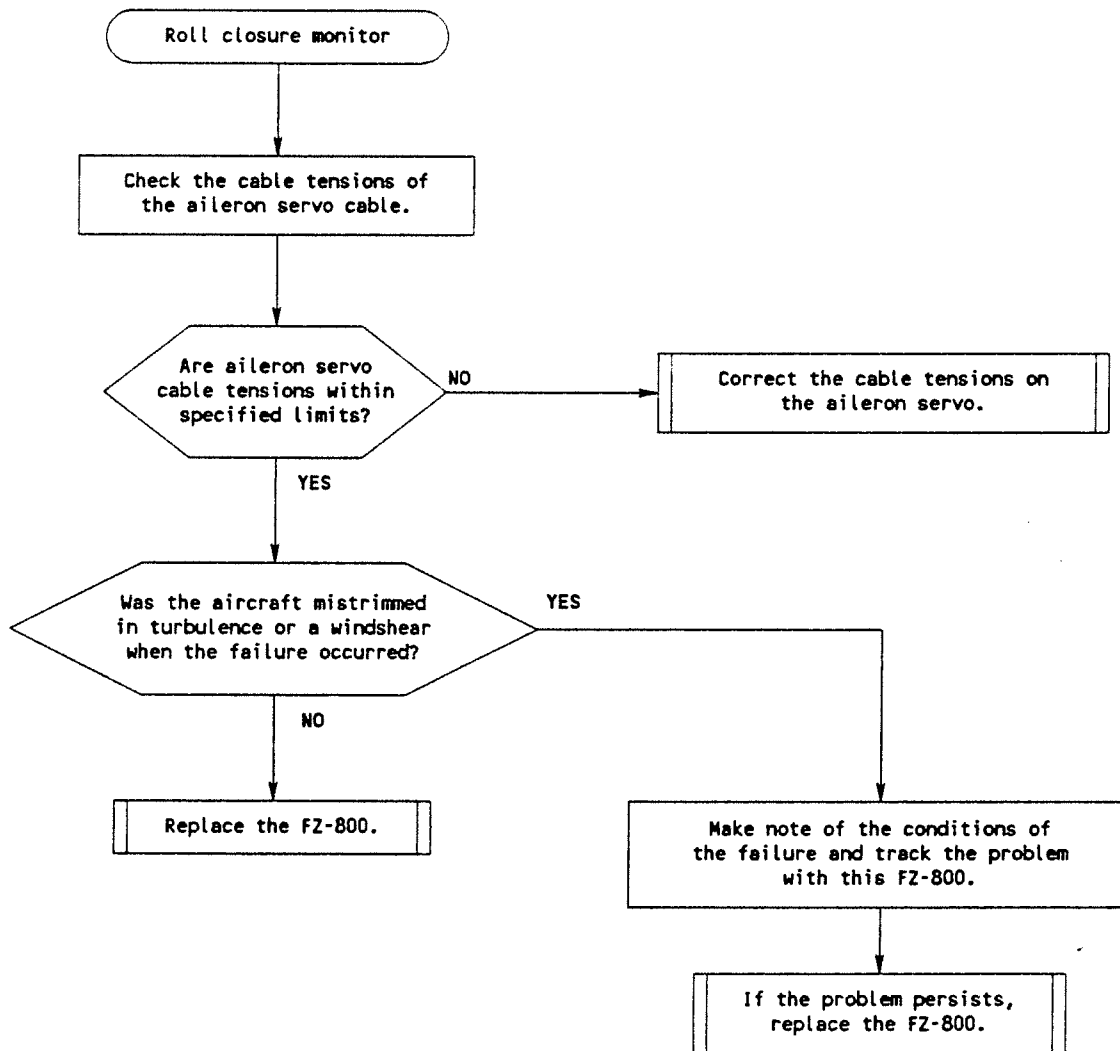 Roll closure monitor
Check the cable tensions of
the aileron servo cable.
Are aileron servo
cable tensions within
specified limits?
NO
Correct the cable tensions on
the aileron servo.
YES
Was the aircraft mistrimmed
in turbulence or a windshear
when the failure occurred?
YES
NO
Replace the FZ-800.
Make note of the conditions of
the failure and track the problem
with this FZ-800.
If the problem persists,
replace the FZ-800.